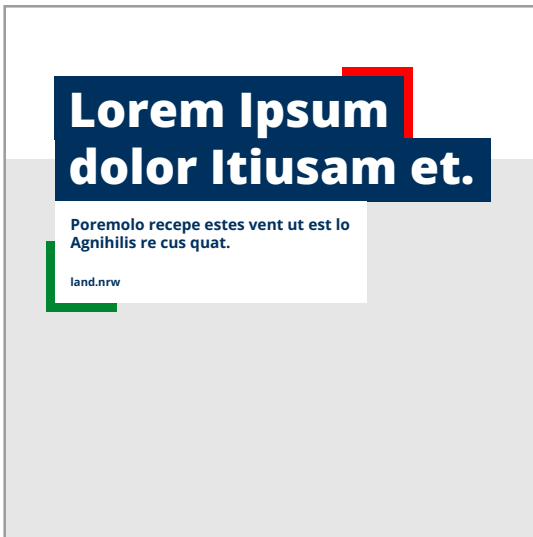 Lorem Ipsum
dolor Itiusam et.
Poremolo recepe estes vent ut est lo
Agnihilis re cus quat.
land.nrw